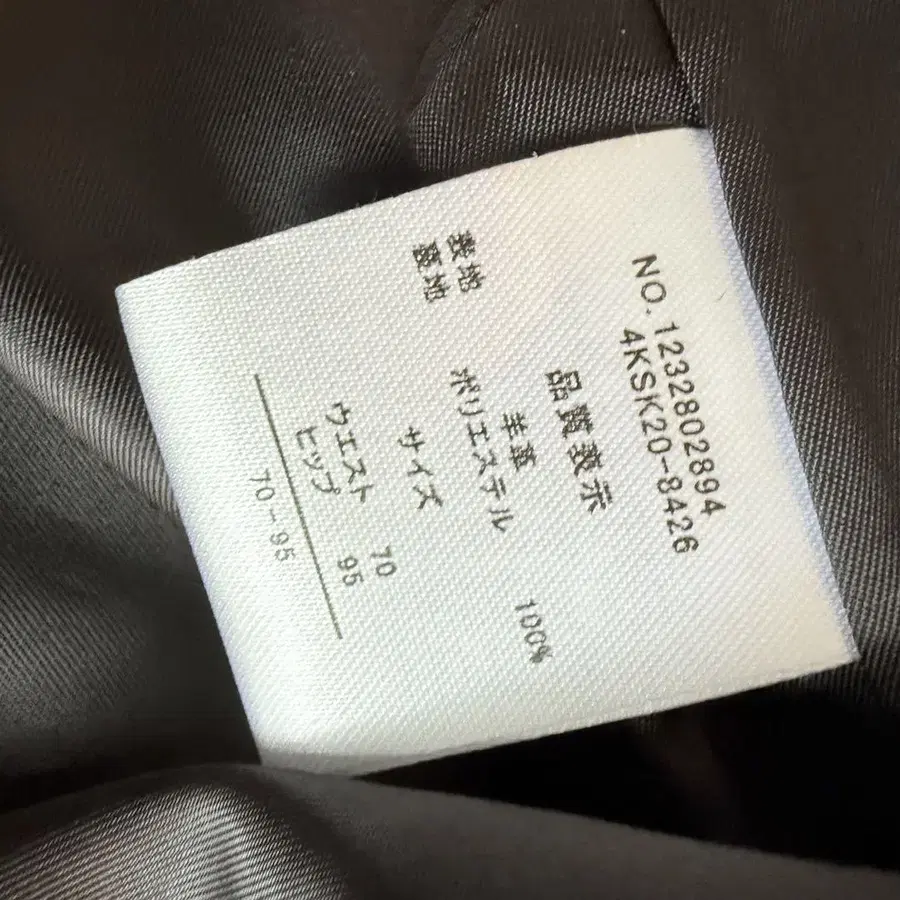 NO. 1232802894
4KSK20-8426
品質表示
表地 羊革
裏地 ポリエステル 100%
サイズ
ウエスト 70
ヒップ 95
70-95